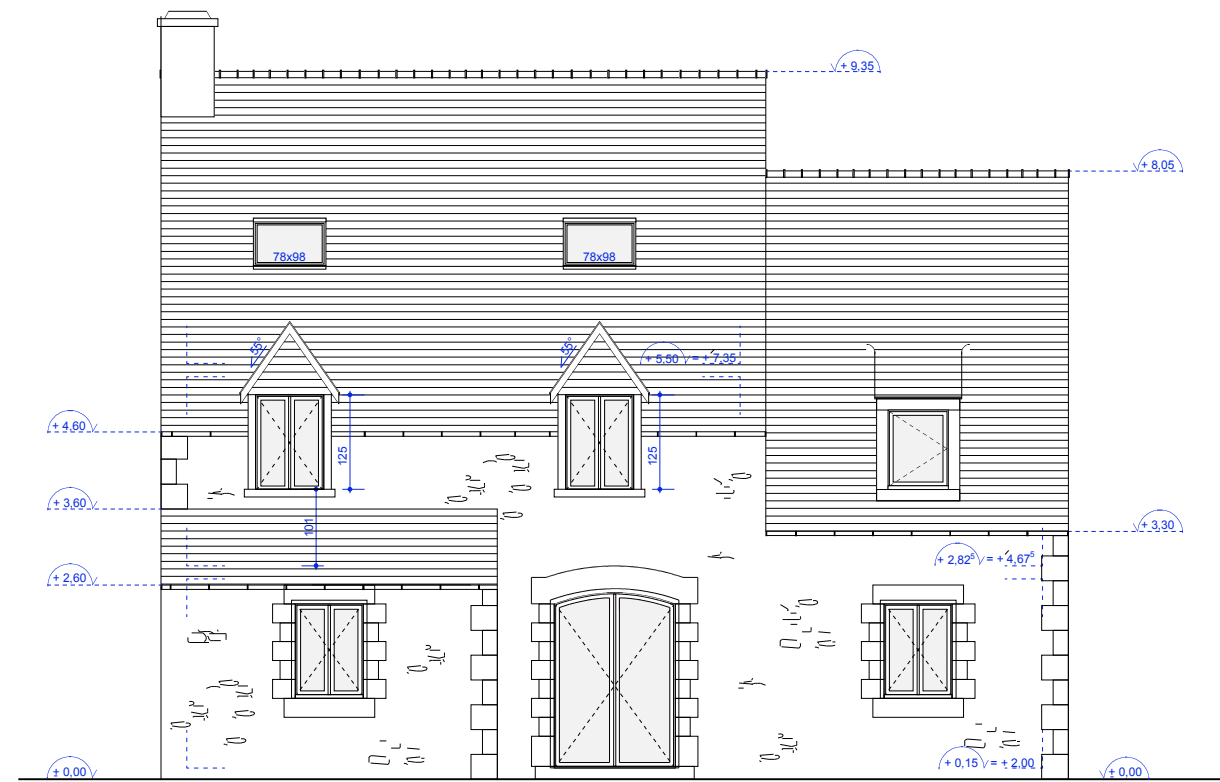 + 9,35
+ 8,05
78x98
78x98
55°
55°
+ 5,50 = + 7,35
+ 4,60
125
125
+ 3,60
101
+ 3,30
+ 2,82⁵ = + 4,67⁵
+ 2,60
+ 0,15 = + 2,00
± 0,00
± 0,00